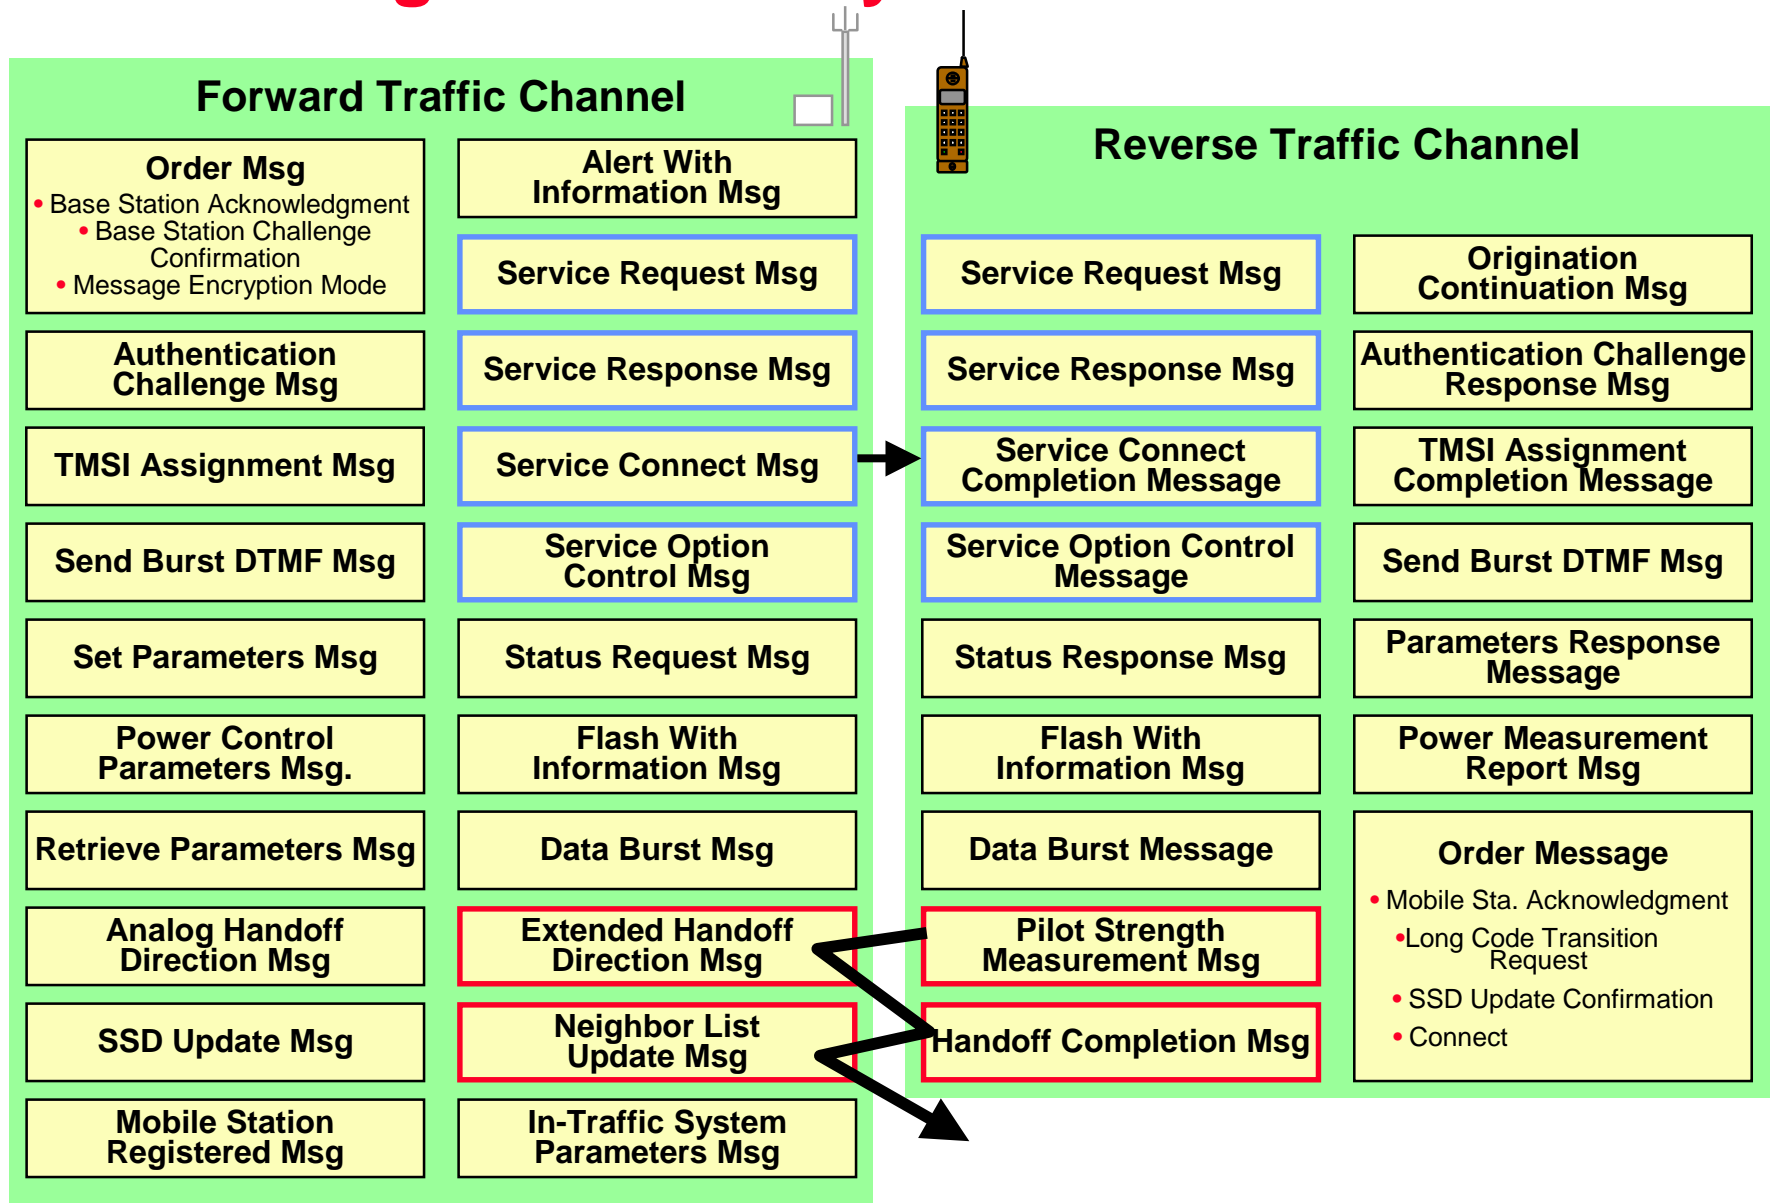 Forward Traffic Channel
Order Msg
• Base Station Acknowledgment
• Base Station Challenge
Confirmation
• Message Encryption Mode
Authentication
Challenge Msg
TMSI Assignment Msg
Send Burst DTMF Msg
Set Parameters Msg
Power Control
Parameters Msg.
Retrieve Parameters Msg
Analog Handoff
Direction Msg
SSD Update Msg
Mobile Station
Registered Msg
Alert With
Information Msg
Service Request Msg
Service Response Msg
Service Connect Msg
Service Option
Control Msg
Status Request Msg
Flash With
Information Msg
Data Burst Msg
Extended Handoff
Direction Msg
Neighbor List
Update Msg
In-Traffic System
Parameters Msg
Reverse Traffic Channel
Service Request Msg
Service Response Msg
Service Connect
Completion Message
Service Option Control
Message
Status Response Msg
Flash With
Information Msg
Data Burst Message
Pilot Strength
Measurement Msg
Handoff Completion Msg
Origination
Continuation Msg
Authentication Challenge
Response Msg
TMSI Assignment
Completion Message
Send Burst DTMF Msg
Parameters Response
Message
Power Measurement
Report Msg
Order Message
• Mobile Sta. Acknowledgment
•Long Code Transition
Request
• SSD Update Confirmation
• Connect